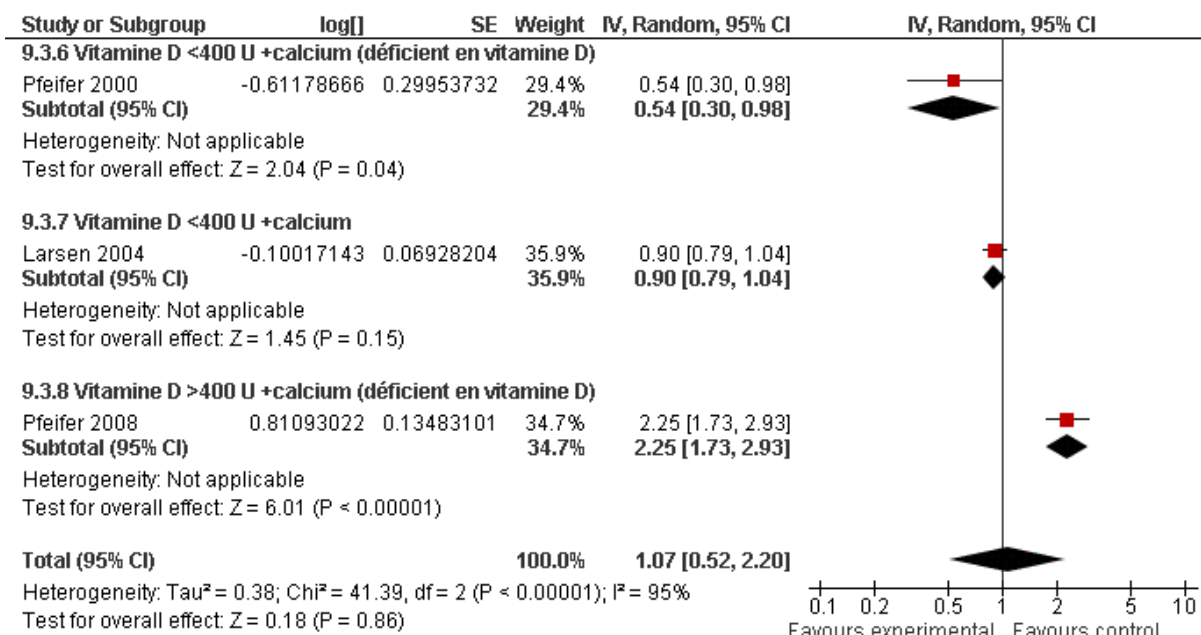 Study or Subgroup log[] SE Weight IV, Random, 95% CI IV, Random, 95% CI
9.3.6 Vitamine D <400 U +calcium (déficient en vitamine D)
Pfeifer 2000 -0.61178666 0.29953732 29.4% 0.54 [0.30, 0.98]
Subtotal (95% CI) 29.4% 0.54 [0.30, 0.98]
Heterogeneity: Not applicable
Test for overall effect: Z = 2.04 (P = 0.04)
9.3.7 Vitamine D <400 U +calcium
Larsen 2004 -0.10017143 0.06928204 35.9% 0.90 [0.79, 1.04]
Subtotal (95% CI) 35.9% 0.90 [0.79, 1.04]
Heterogeneity: Not applicable
Test for overall effect: Z = 1.45 (P = 0.15)
9.3.8 Vitamine D >400 U +calcium (déficient en vitamine D)
Pfeifer 2008 0.81093022 0.13483101 34.7% 2.25 [1.73, 2.93]
Subtotal (95% CI) 34.7% 2.25 [1.73, 2.93]
Heterogeneity: Not applicable
Test for overall effect: Z = 6.01 (P < 0.00001)
Total (95% CI) 100.0% 1.07 [0.52, 2.20]
Heterogeneity: Tau² = 0.38; Chi² = 41.39, df = 2 (P < 0.00001); I² = 95%
Test for overall effect: Z = 0.18 (P = 0.86)
0.1 0.2 0.5 1 2 5 10
Favours experimental Favours control